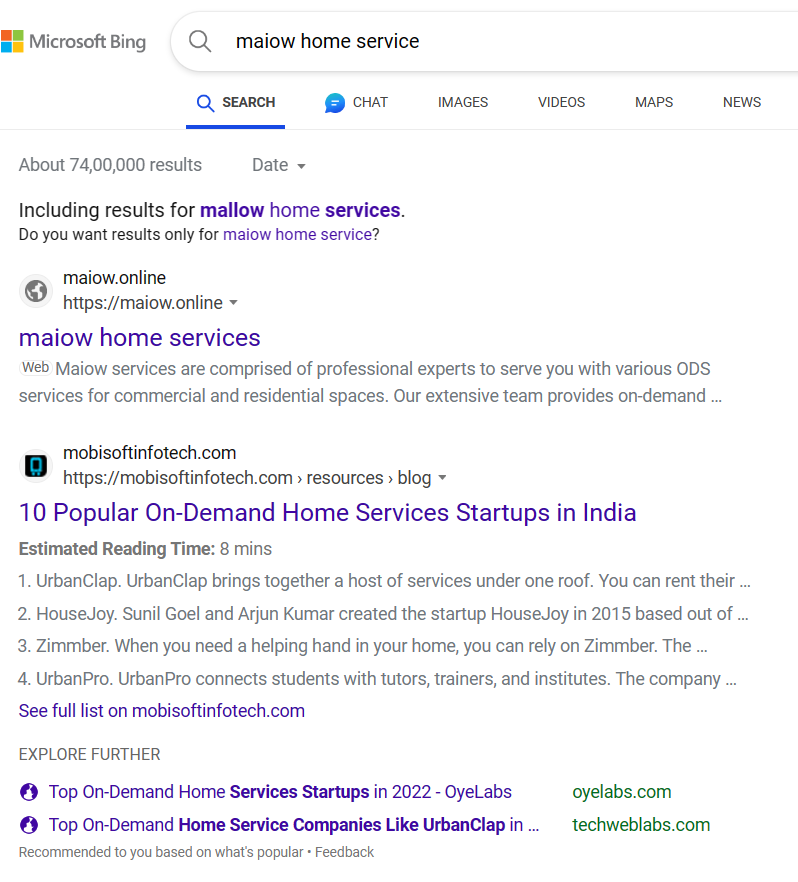 Microsoft Bing
maiow home service
SEARCH
CHAT
IMAGES
VIDEOS
MAPS
NEWS
About 74,00,000 results
Date
Including results for mallow home services.
Do you want results only for maiow home service?
maiow.online
https://maiow.online
maiow home services
Web Maiow services are comprised of professional experts to serve you with various ODS
services for commercial and residential spaces. Our extensive team provides on-demand ...
mobisoftinfotech.com
https://mobisoftinfotech.com › resources › blog
10 Popular On-Demand Home Services Startups in India
Estimated Reading Time: 8 mins
1. UrbanClap. UrbanClap brings together a host of services under one roof. You can rent their ...
2. HouseJoy. Sunil Goel and Arjun Kumar created the startup HouseJoy in 2015 based out of ...
3. Zimmber. When you need a helping hand in your home, you can rely on Zimmber. The ...
4. UrbanPro. UrbanPro connects students with tutors, trainers, and institutes. The company ...
See full list on mobisoftinfotech.com
EXPLORE FURTHER
Top On-Demand Home Services Startups in 2022 - OyeLabs oyelabs.com
Top On-Demand Home Service Companies Like UrbanClap in ... techweblabs.com
Recommended to you based on what's popular • Feedback